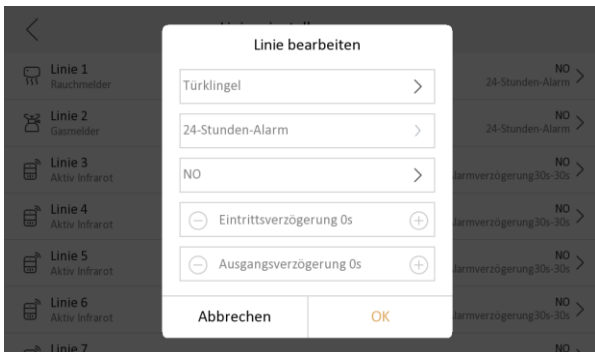 Linie bearbeiten
Türklingel
24-Stunden-Alarm
NO
Eintrittsverzögerung 0s
Ausgangsverzögerung 0s
Abbrechen
OK
Linie 1
Rauchmelder
NO
24-Stunden-Alarm
Linie 2
Gasmelder
NO
24-Stunden-Alarm
Linie 3
Aktiv Infrarot
NO
larmverzögerung30s-30s
Linie 4
Aktiv Infrarot
NO
larmverzögerung30s-30s
Linie 5
Aktiv Infrarot
NO
larmverzögerung30s-30s
Linie 6
Aktiv Infrarot
NO
larmverzögerung30s-30s
Linie 7
NO